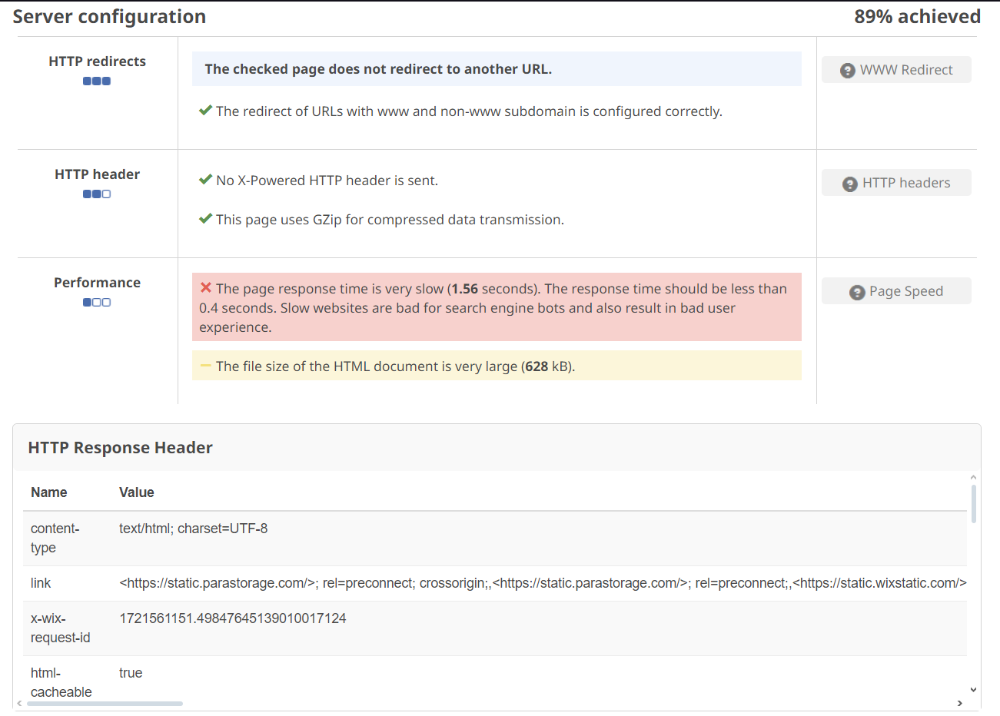 Server configuration
89% achieved
HTTP redirects
The checked page does not redirect to another URL.
WWW Redirect
The redirect of URLs with www and non-www subdomain is configured correctly.
HTTP header
No X-Powered HTTP header is sent.
HTTP headers
This page uses GZip for compressed data transmission.
Performance
The page response time is very slow (1.56 seconds). The response time should be less than
0.4 seconds. Slow websites are bad for search engine bots and also result in bad user
experience.
Page Speed
The file size of the HTML document is very large (628 kB).
HTTP Response Header
Name
Value
content-
type
text/html; charset=UTF-8
link
<https://static.parastorage.com/>; rel=preconnect; crossorigin;,<https://static.parastorage.com/>; rel=preconnect;,<https://static.wixstatic.com/>
x-wix-
request-id
1721561151.49847645139010017124
html-
cacheable
true